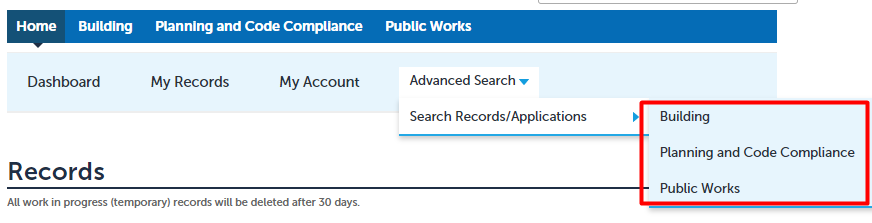 Home Building Planning and Code Compliance Public Works
Dashboard My Records My Account Advanced Search
Search Records/Applications
Building
Planning and Code Compliance
Public Works
Records
All work in progress (temporary) records will be deleted after 30 days.